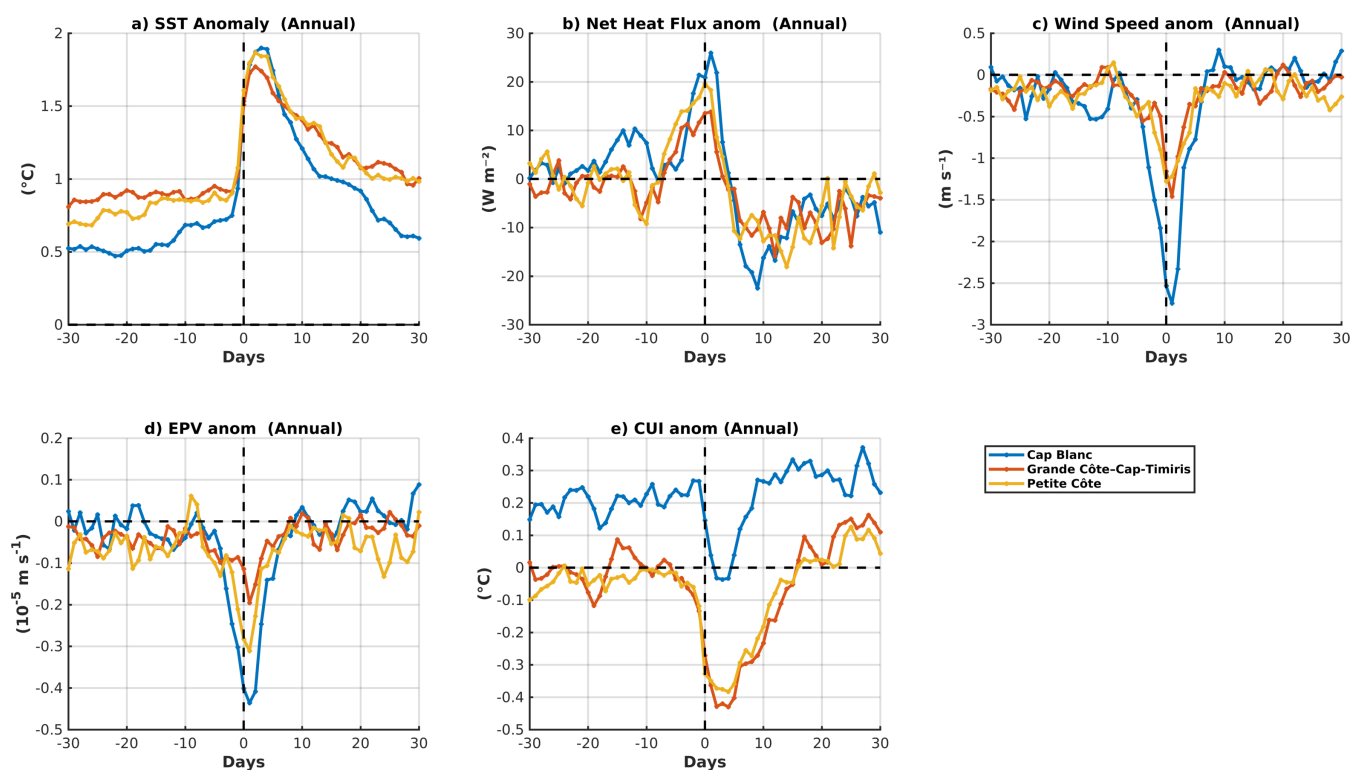 a) SST Anomaly (Annual)
2
1.5
1
0.5
0
(°C)
-30 -20 -10 0 10 20 30
Days
b) Net Heat Flux anom (Annual)
30
20
10
0
-10
-20
-30
(W m⁻²)
-30 -20 -10 0 10 20 30
Days
c) Wind Speed anom (Annual)
0.5
0
-0.5
-1
-1.5
-2
-2.5
-3
(m s⁻¹)
-30 -20 -10 0 10 20 30
Days
d) EPV anom (Annual)
0.2
0.1
0
-0.1
-0.2
-0.3
-0.4
-0.5
(10⁻⁵ m s⁻¹)
-30 -20 -10 0 10 20 30
Days
e) CUI anom (Annual)
0.4
0.3
0.2
0.1
0
-0.1
-0.2
-0.3
-0.4
-0.5
(°C)
-30 -20 -10 0 10 20 30
Days
Cap Blanc
Grande Côte-Cap-Timiris
Petite Côte